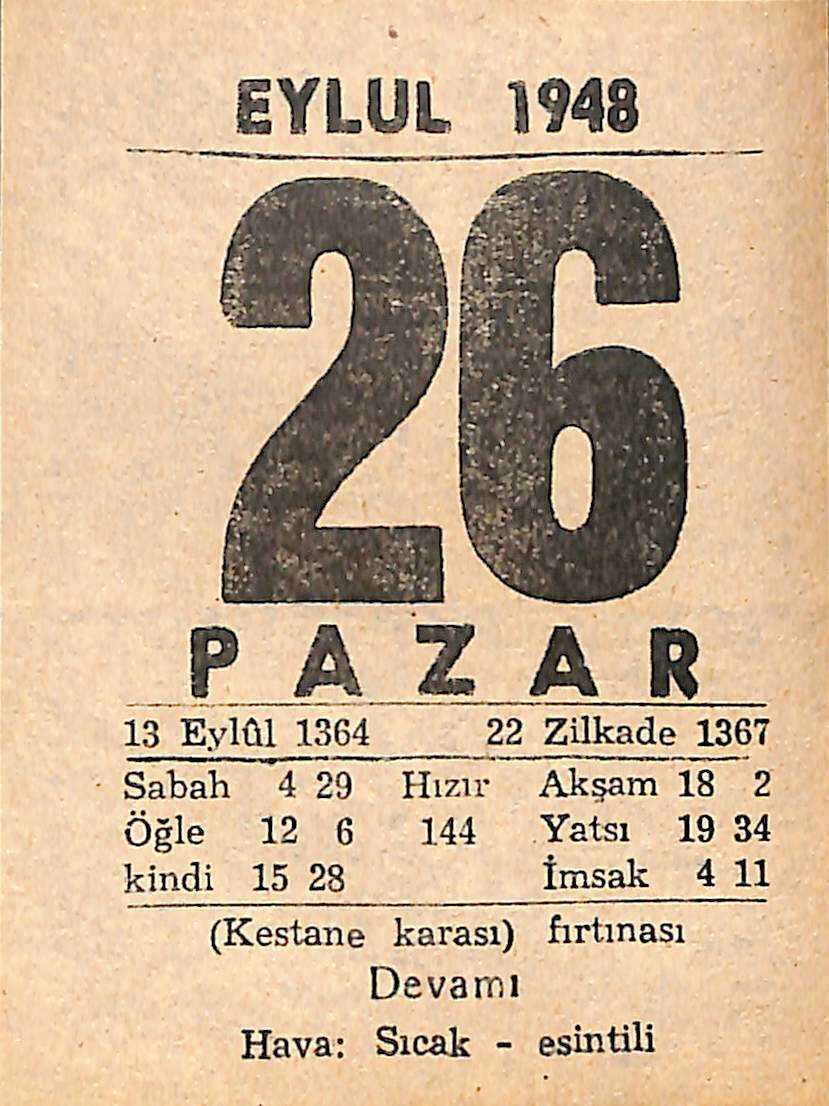 EYLUL 1948
26
PAZAR
13 Eylûl 1364 22 Zilkade 1367
Sabah 4 29 Hızır Akşam 18 2
Öğle 12 6 144 Yatsı 19 34
kindi 15 28 İmsak 4 11
(Kestane karası) fırtınası
Devamı
Hava: Sıcak - esintili